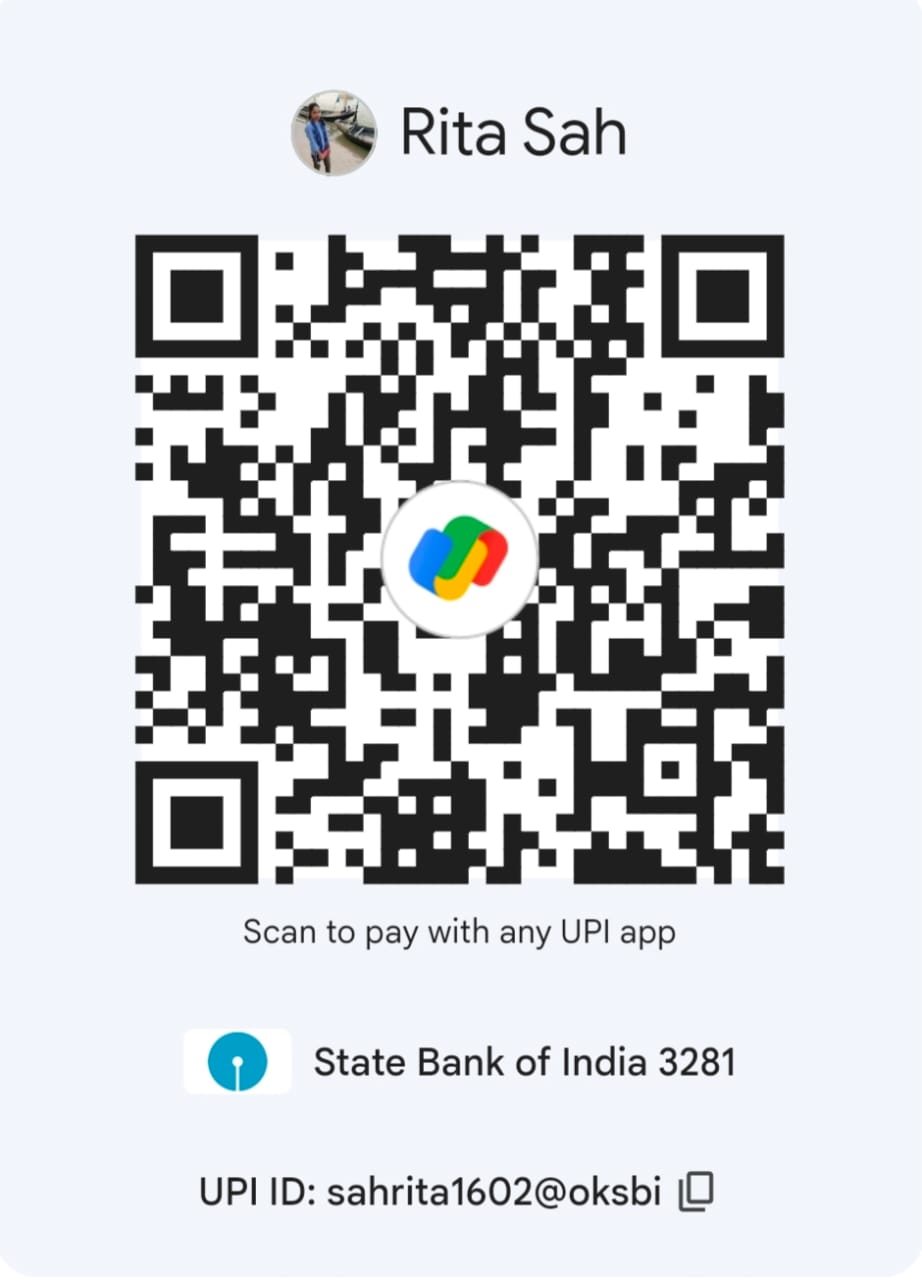 Rita Sah
Scan to pay with any UPI app
State Bank of India 3281
UPI ID: sahrita1602@oksbi